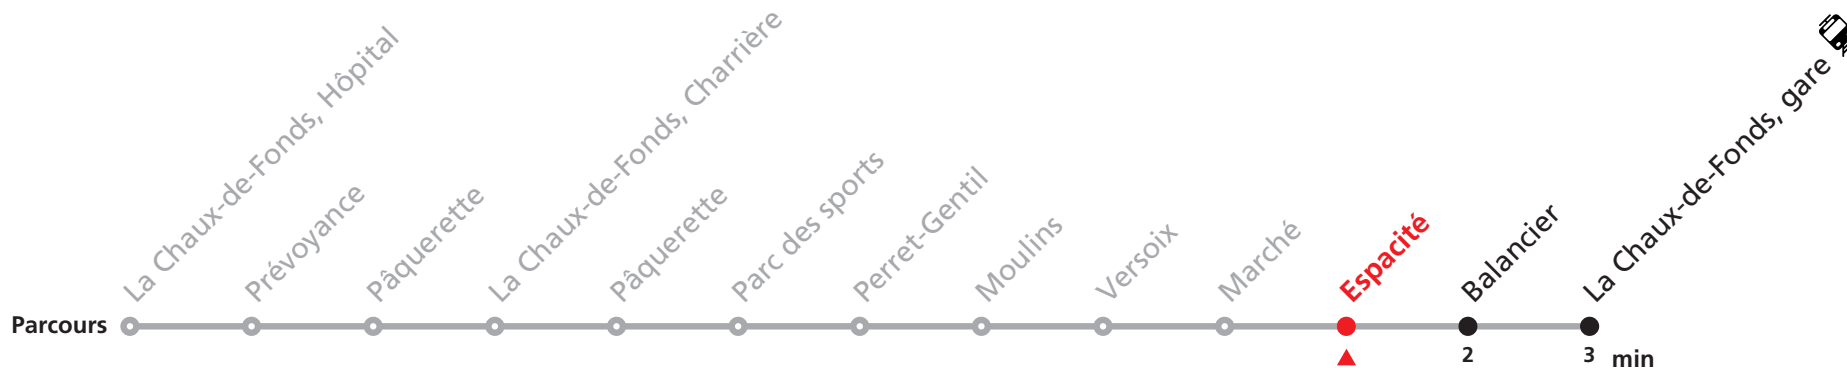 La Chaux-de-Fonds, Hôpital
Prévoyance
Pâquerette
La Chaux-de-Fonds, Charrière
Pâquerette
Parc des sports
Perret-Gentil
Moulins
Versoix
Marché
Espacité
Balancier
La Chaux-de-Fonds, gare
Parcours
2 3 min